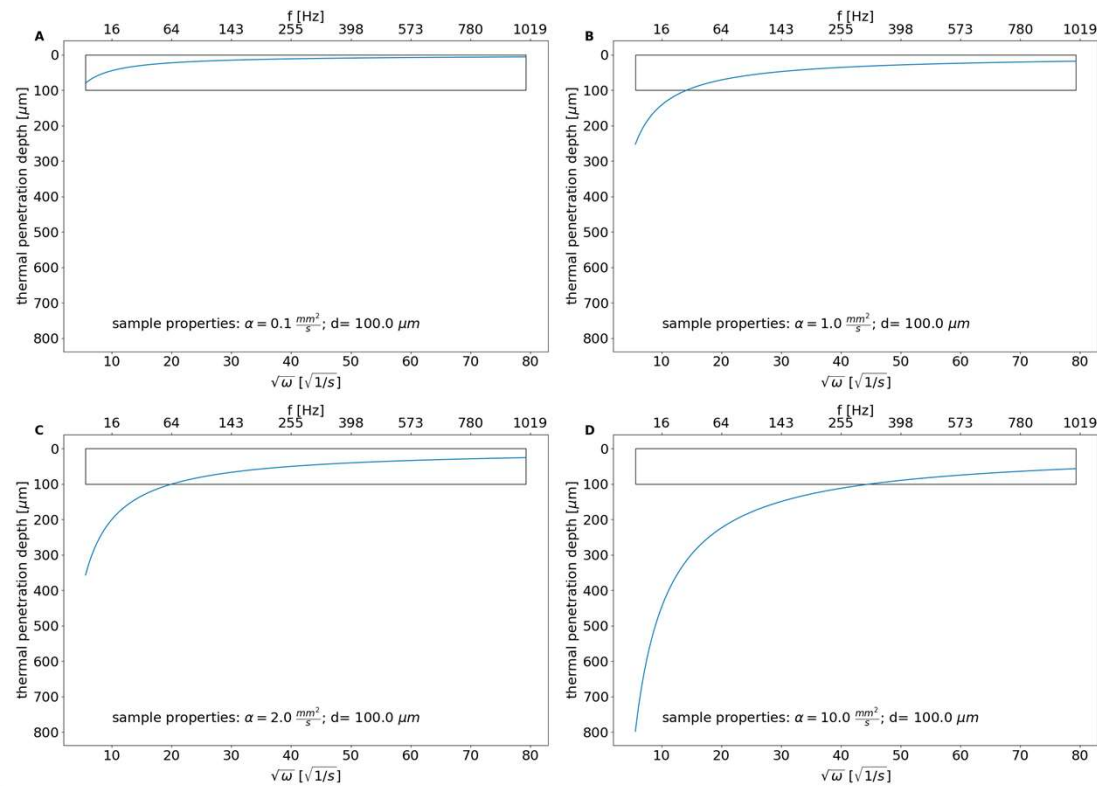 f [Hz]
A
16 64 143 255 398 573 780 1019
0
100
200
300
400
500
600
700
800
thermal penetration depth [μm]
sample properties: α = 0.1 mm²/s; d= 100.0 μm
10 20 30 40 50 60 70 80
√ω [√1/s]
f [Hz]
B
16 64 143 255 398 573 780 1019
0
100
200
300
400
500
600
700
800
thermal penetration depth [μm]
sample properties: α = 1.0 mm²/s; d= 100.0 μm
10 20 30 40 50 60 70 80
√ω [√1/s]
f [Hz]
C
16 64 143 255 398 573 780 1019
0
100
200
300
400
500
600
700
800
thermal penetration depth [μm]
sample properties: α = 2.0 mm²/s; d= 100.0 μm
10 20 30 40 50 60 70 80
√ω [√1/s]
f [Hz]
D
16 64 143 255 398 573 780 1019
0
100
200
300
400
500
600
700
800
thermal penetration depth [μm]
sample properties: α = 10.0 mm²/s; d= 100.0 μm
10 20 30 40 50 60 70 80
√ω [√1/s]